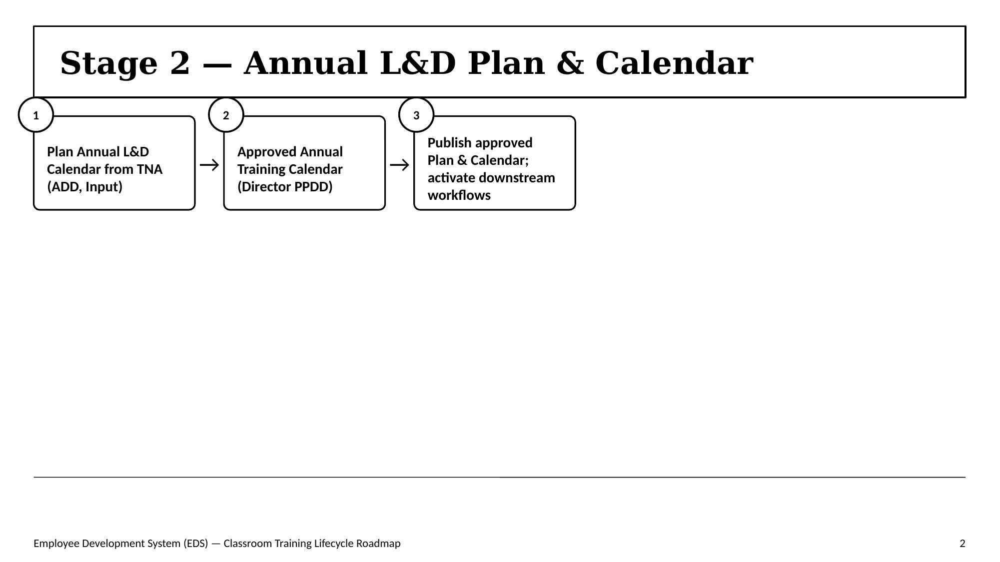 Stage 2 — Annual L&D Plan & Calendar
1
Plan Annual L&D
Calendar from TNA
(ADD, Input)
→
2
Approved Annual
Training Calendar
(Director PPDD)
→
3
Publish approved
Plan & Calendar;
activate downstream
workflows
Employee Development System (EDS) — Classroom Training Lifecycle Roadmap
2